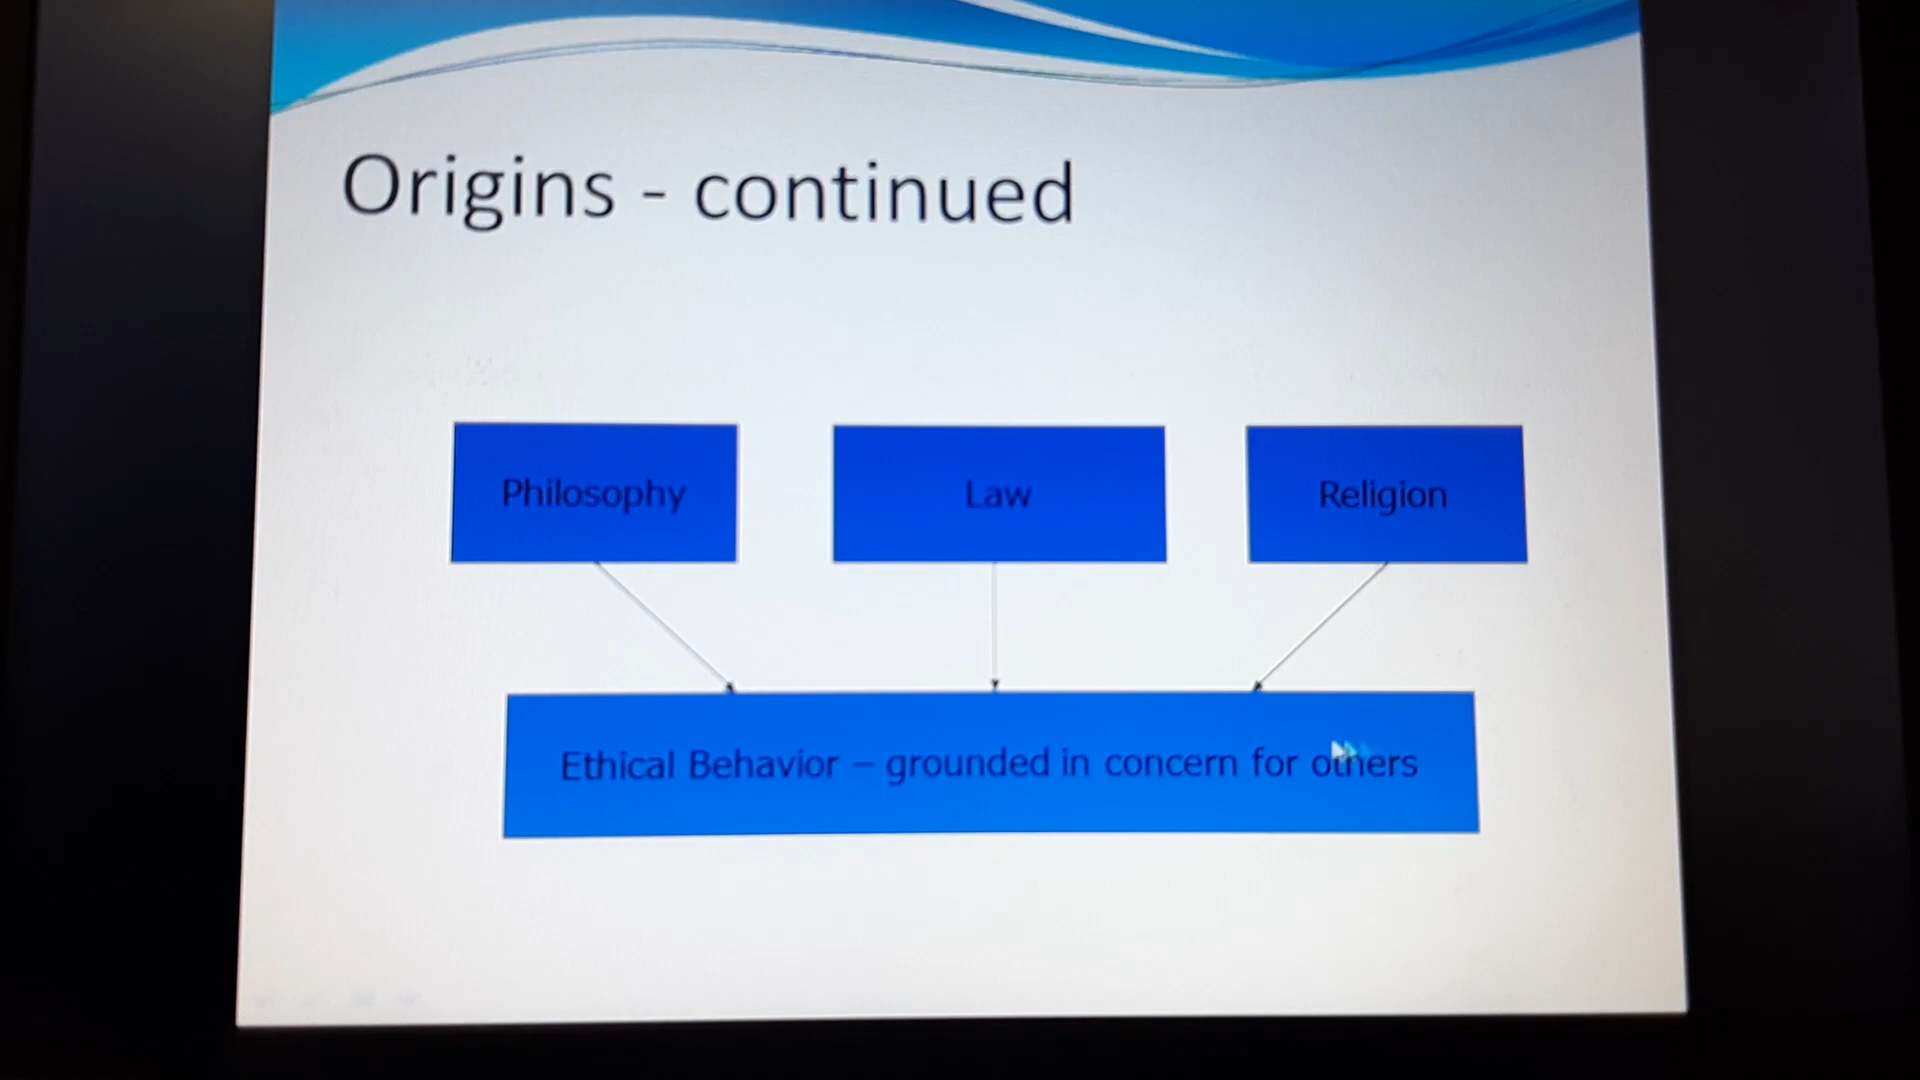 Origins - continued
Philosophy
Law
Religion
Ethical Behavior – grounded in concern for others